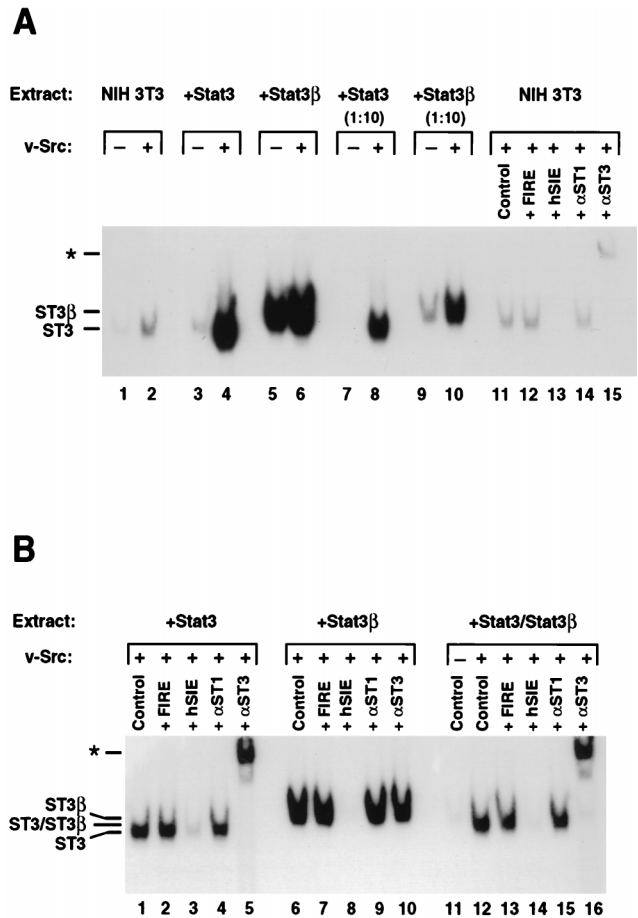 A
Extract: NIH 3T3 +Stat3 +Stat3β +Stat3 (1:10) +Stat3β (1:10) NIH 3T3
v-Src: – + – + – + – + – + + + + + +
Control + FIRE + hSIE + αST1 + αST3
*
ST3β
ST3
1 2 3 4 5 6 7 8 9 10 11 12 13 14 15
B
Extract: +Stat3 +Stat3β +Stat3/Stat3β
v-Src: + + + + + + + + + + – + + + + +
Control + FIRE + hSIE + αST1 + αST3 Control + FIRE + hSIE + αST1 + αST3 Control Control + FIRE + hSIE + αST1 + αST3
*
ST3β
ST3/ST3β
ST3
1 2 3 4 5 6 7 8 9 10 11 12 13 14 15 16